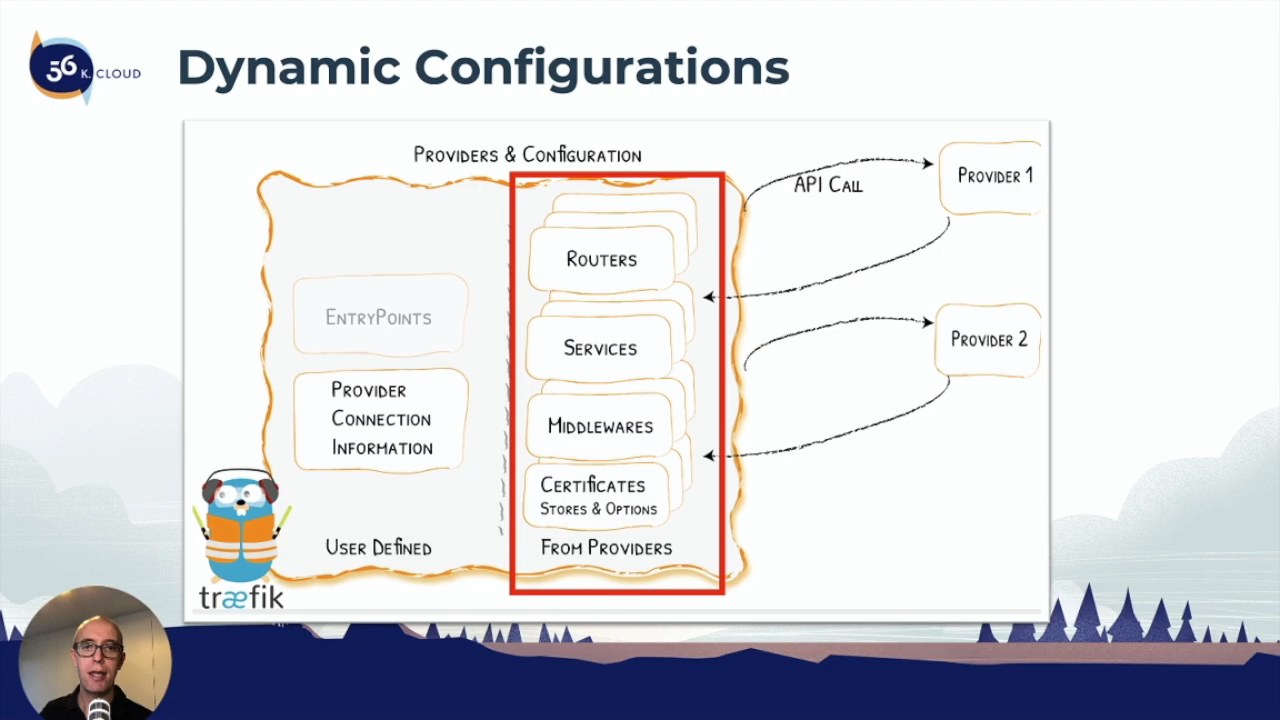 56
K.CLOUD
Dynamic Configurations
PROVIDERS & CONFIGURATION
API CALL
PROVIDER 1
ROUTERS
ENTRYPOINTS
SERVICES
PROVIDER 2
PROVIDER
CONNECTION
INFORMATION
MIDDLEWARES
CERTIFICATES
STORES & OPTIONS
USER DEFINED
FROM PROVIDERS
træfik